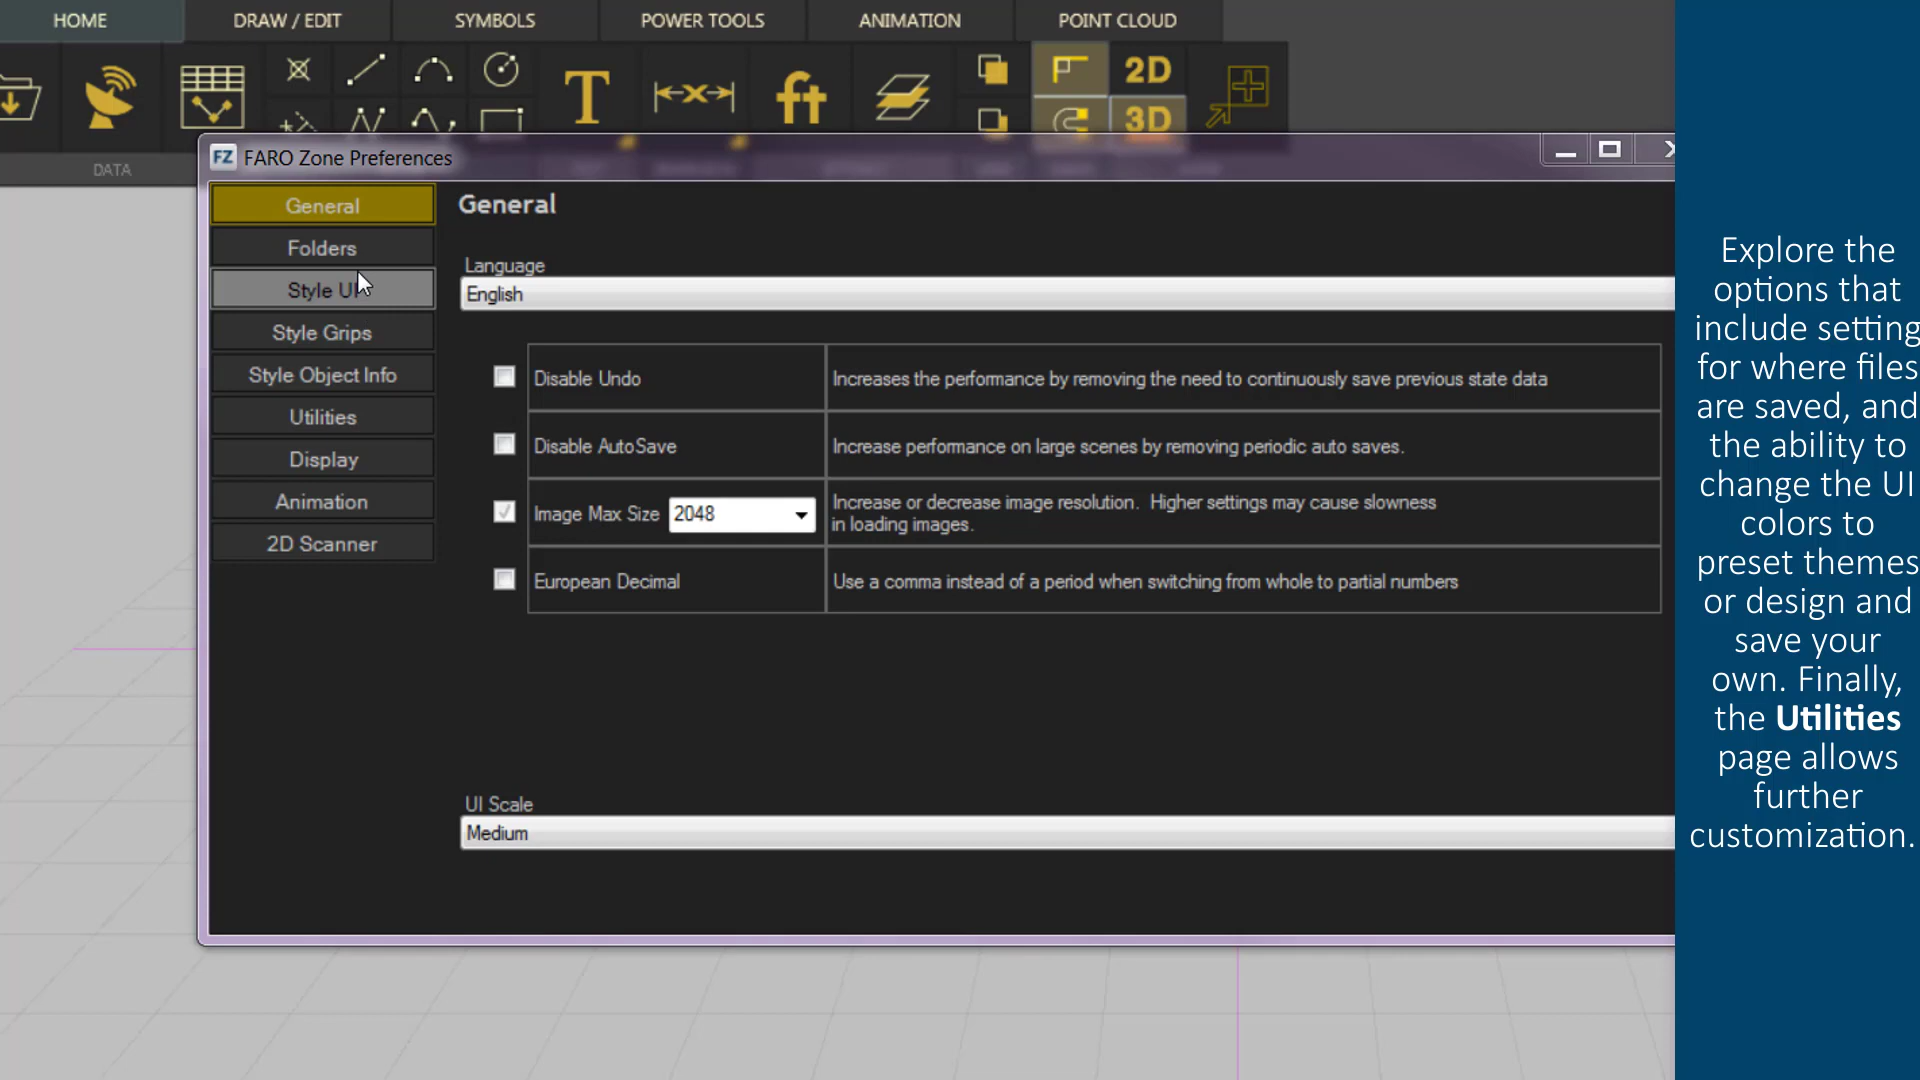 HOME
DRAW / EDIT
SYMBOLS
POWER TOOLS
ANIMATION
POINT CLOUD
T
ft
2D
3D
DATA
FZ FARO Zone Preferences
General
Folders
Style UI
Style Grips
Style Object Info
Utilities
Display
Animation
2D Scanner
General
Language
English
Disable Undo
Increases the performance by removing the need to continuously save previous state data
Disable AutoSave
Increase performance on large scenes by removing periodic auto saves.
Image Max Size 2048
Increase or decrease image resolution. Higher settings may cause slowness
in loading images.
European Decimal
Use a comma instead of a period when switching from whole to partial numbers
UI Scale
Medium
Explore the
options that
include setting
for where files
are saved, and
the ability to
change the UI
colors to
preset themes
or design and
save your
own. Finally,
the Utilities
page allows
further
customization.